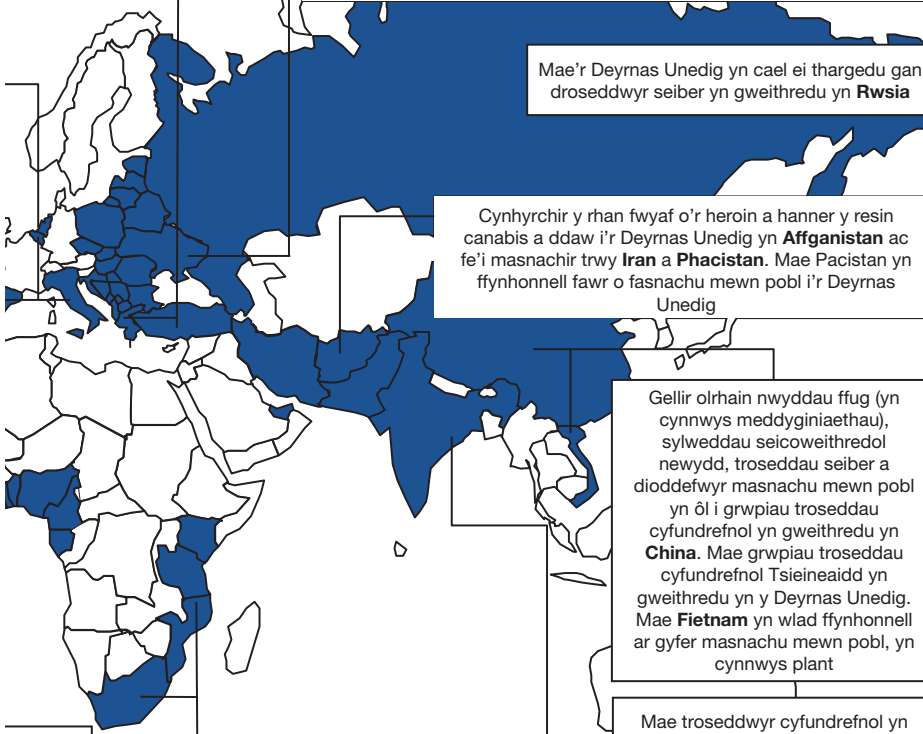 Mae'r Deyrnas Unedig yn cael ei thargedu gan
droseddwyr seiber yn gweithredu yn Rwsia
Cynhyrchir y rhan fwyaf o'r heroin a hanner y resin
canabis a ddaw i'r Deyrnas Unedig yn Affganistan ac
fe'i masnachir trwy Iran a Phacistan. Mae Pacistan yn
ffynhonnell fawr o fasnachu mewn pobl i'r Deyrnas
Unedig
Gellir olrhain nwyddau ffug (yn
cynnwys meddyginiaethau),
sylweddau seicoweithredol
newydd, troseddau seiber a
dioddefwyr masnachu mewn pobl
yn ôl i grwpiau troseddau
cyfundrefnol yn gweithredu yn
China. Mae grwpiau troseddau
cyfundrefnol Tsieineaidd yn
gweithredu yn y Deyrnas Unedig.
Mae Fietnam yn wlad ffynhonnell
ar gyfer masnachu mewn pobl, yn
cynnwys plant
Mae troseddwyr cyfundrefnol yn